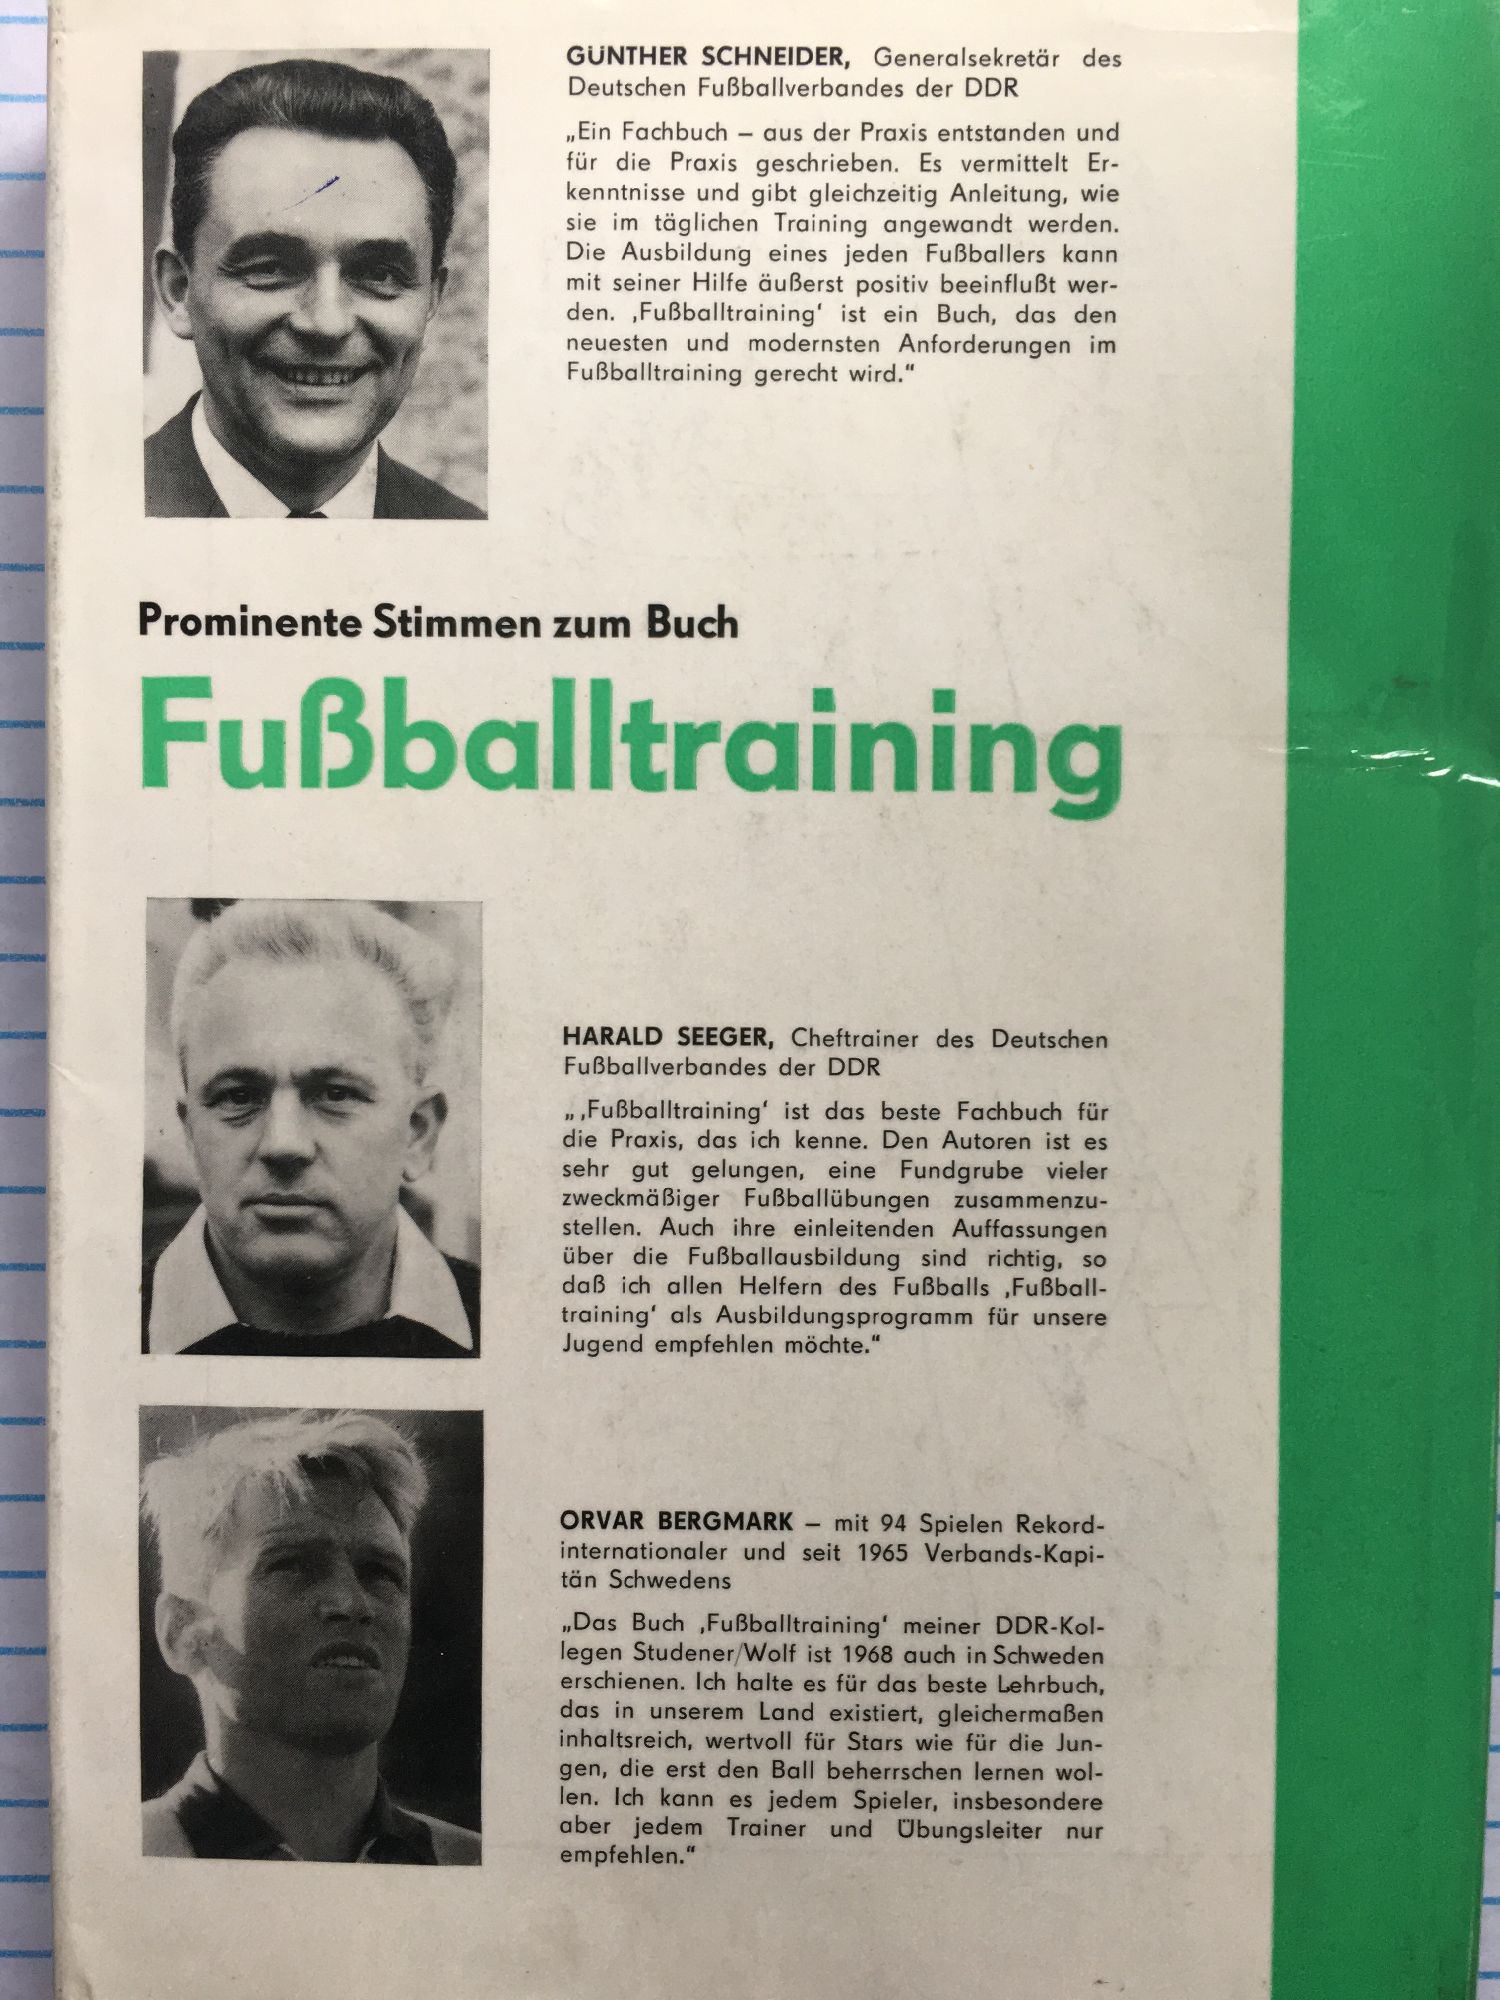 GÜNTHER SCHNEIDER, Generalsekretär des
Deutschen Fußballverbandes der DDR
„Ein Fachbuch – aus der Praxis entstanden und
für die Praxis geschrieben. Es vermittelt Er-
kenntnisse und gibt gleichzeitig Anleitung, wie
sie im täglichen Training angewandt werden.
Die Ausbildung eines jeden Fußballers kann
mit seiner Hilfe äußerst positiv beeinflußt wer-
den. ‚Fußballtraining‘ ist ein Buch, das den
neuesten und modernsten Anforderungen im
Fußballtraining gerecht wird.“
Prominente Stimmen zum Buch
Fußballtraining
HARALD SEEGER, Cheftrainer des Deutschen
Fußballverbandes der DDR
„‚Fußballtraining‘ ist das beste Fachbuch für
die Praxis, das ich kenne. Den Autoren ist es
sehr gut gelungen, eine Fundgrube vieler
zweckmäßiger Fußballübungen zusammenzu-
stellen. Auch ihre einleitenden Auffassungen
über die Fußballausbildung sind richtig, so
daß ich allen Helfern des Fußballs ‚Fußball-
training‘ als Ausbildungsprogramm für unsere
Jugend empfehlen möchte.“
ORVAR BERGMARK – mit 94 Spielen Rekord-
internationaler und seit 1965 Verbands-Kapi-
tän Schwedens
„Das Buch ‚Fußballtraining‘ meiner DDR-Kol-
legen Studener/Wolf ist 1968 auch in Schweden
erschienen. Ich halte es für das beste Lehrbuch,
das in unserem Land existiert, gleichermaßen
inhaltsreich, wertvoll für Stars wie für die Jun-
gen, die erst den Ball beherrschen lernen wol-
len. Ich kann es jedem Spieler, insbesondere
aber jedem Trainer und Übungsleiter nur
empfehlen.“